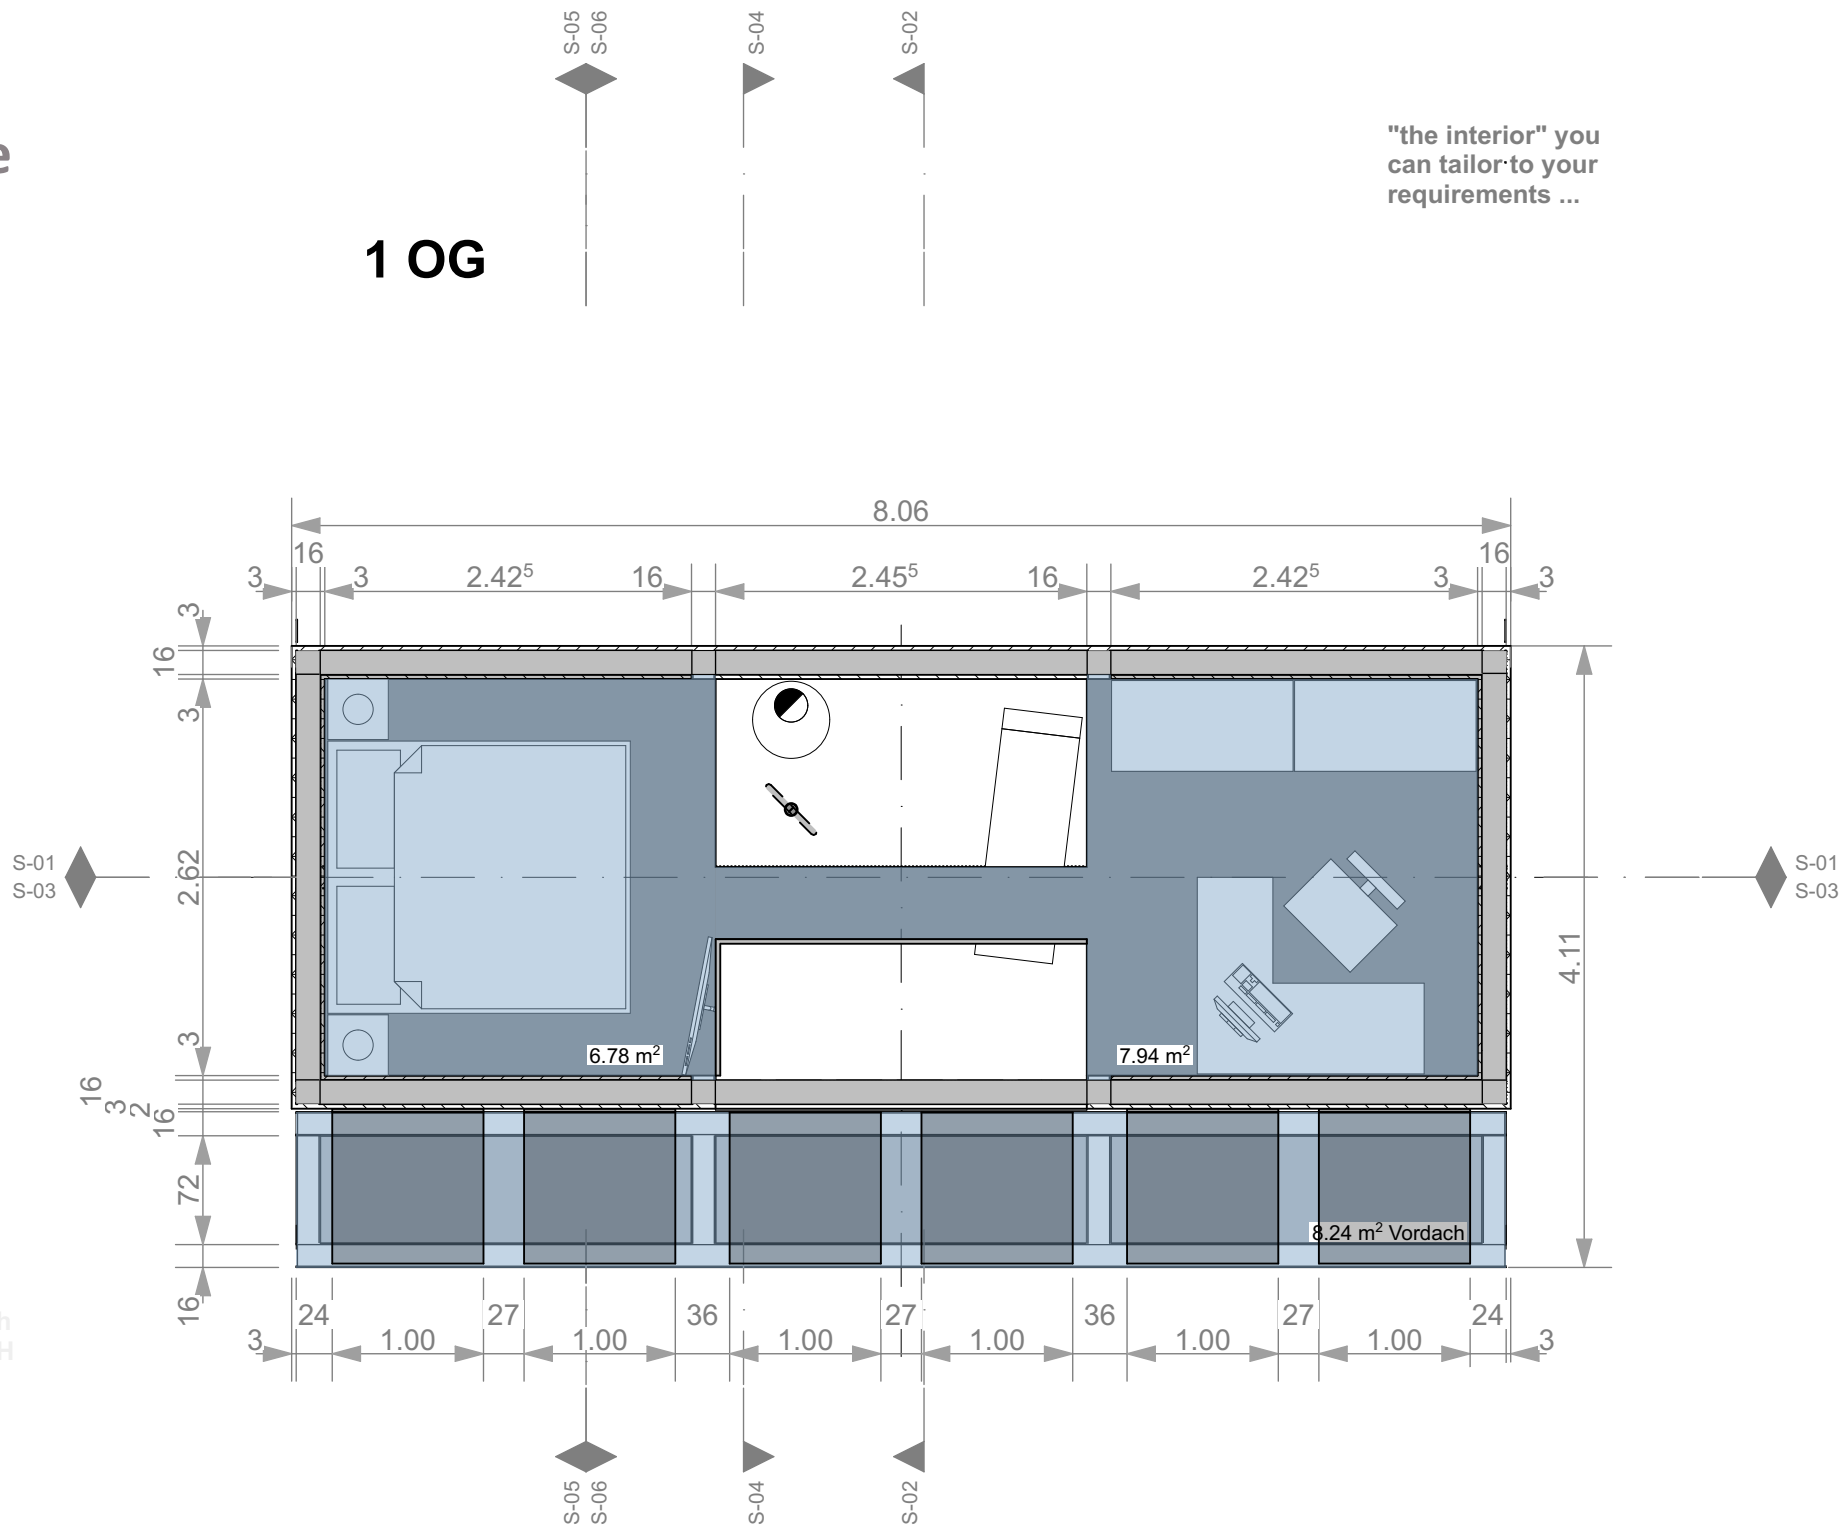 S-05
S-06
S-04
S-02
e
"the interior" you
can tailor to your
requirements ...
1 OG
8.06
16
16
3
3
2.42⁵
16
2.45⁵
16
2.42⁵
3
3
3
16
3
2.62
3
16
3
2
16
72
16
S-01
S-03
S-01
S-03
4.11
6.78 m²
7.94 m²
8.24 m² Vordach
24
27
36
27
36
27
24
3
1.00
1.00
1.00
1.00
1.00
1.00
3
h
H
S-05
S-06
S-04
S-02